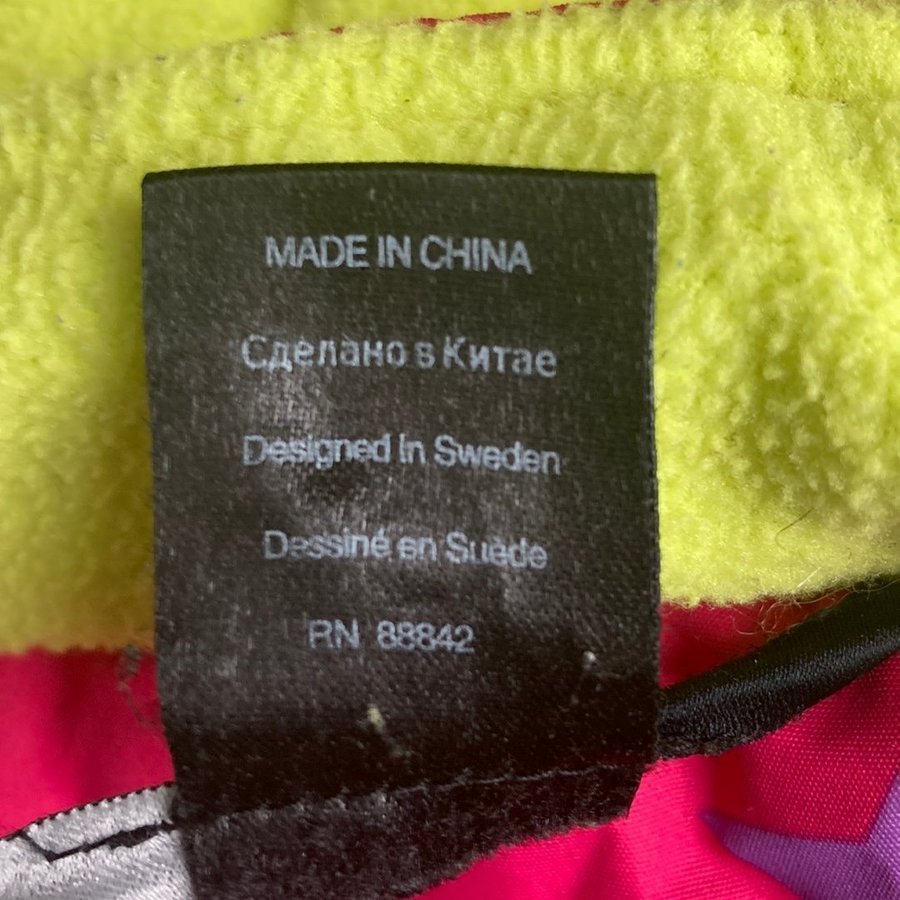 MADE IN CHINA
Сделано в Китае
Designed in Sweden
Dessiné en Suède
RN 88842